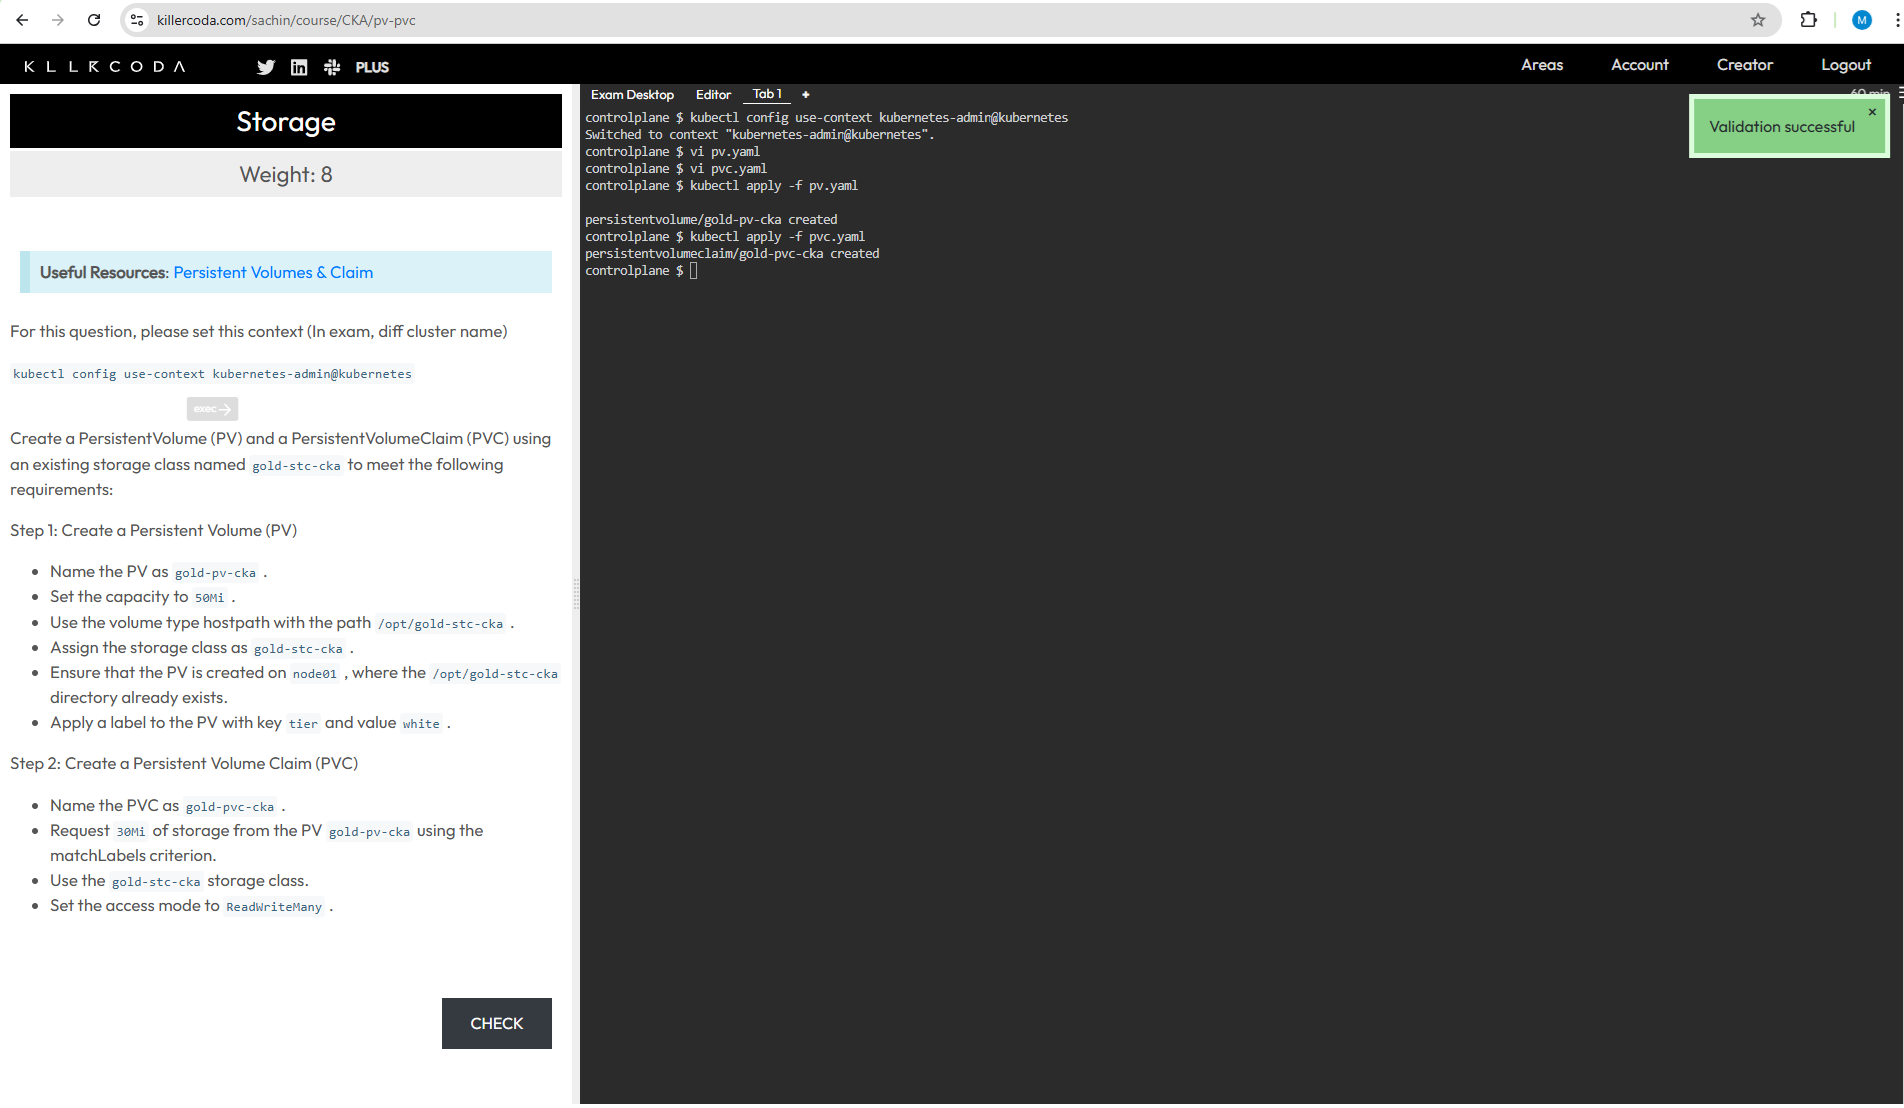 killercoda.com/sachin/course/CKA/pv-pvc
M
KLLRCODA
PLUS
Areas
Account
Creator
Logout
Storage
Weight: 8
Useful Resources: Persistent Volumes & Claim
For this question, please set this context (In exam, diff cluster name)
kubectl config use-context kubernetes-admin@kubernetes
exec
Create a PersistentVolume (PV) and a PersistentVolumeClaim (PVC) using
an existing storage class named gold-stc-cka to meet the following
requirements:
Step 1: Create a Persistent Volume (PV)
Name the PV as gold-pv-cka .
Set the capacity to 50Mi .
Use the volume type hostpath with the path /opt/gold-stc-cka .
Assign the storage class as gold-stc-cka .
Ensure that the PV is created on node01 , where the /opt/gold-stc-cka
directory already exists.
Apply a label to the PV with key tier and value white .
Step 2: Create a Persistent Volume Claim (PVC)
Name the PVC as gold-pvc-cka .
Request 30Mi of storage from the PV gold-pv-cka using the
matchLabels criterion.
Use the gold-stc-cka storage class.
Set the access mode to ReadWriteMany .
CHECK
Exam Desktop
Editor
Tab 1
+
60 min
controlplane $ kubectl config use-context kubernetes-admin@kubernetes
Switched to context "kubernetes-admin@kubernetes".
controlplane $ vi pv.yaml
controlplane $ vi pvc.yaml
controlplane $ kubectl apply -f pv.yaml
persistentvolume/gold-pv-cka created
controlplane $ kubectl apply -f pvc.yaml
persistentvolumeclaim/gold-pvc-cka created
controlplane $
Validation successful
×